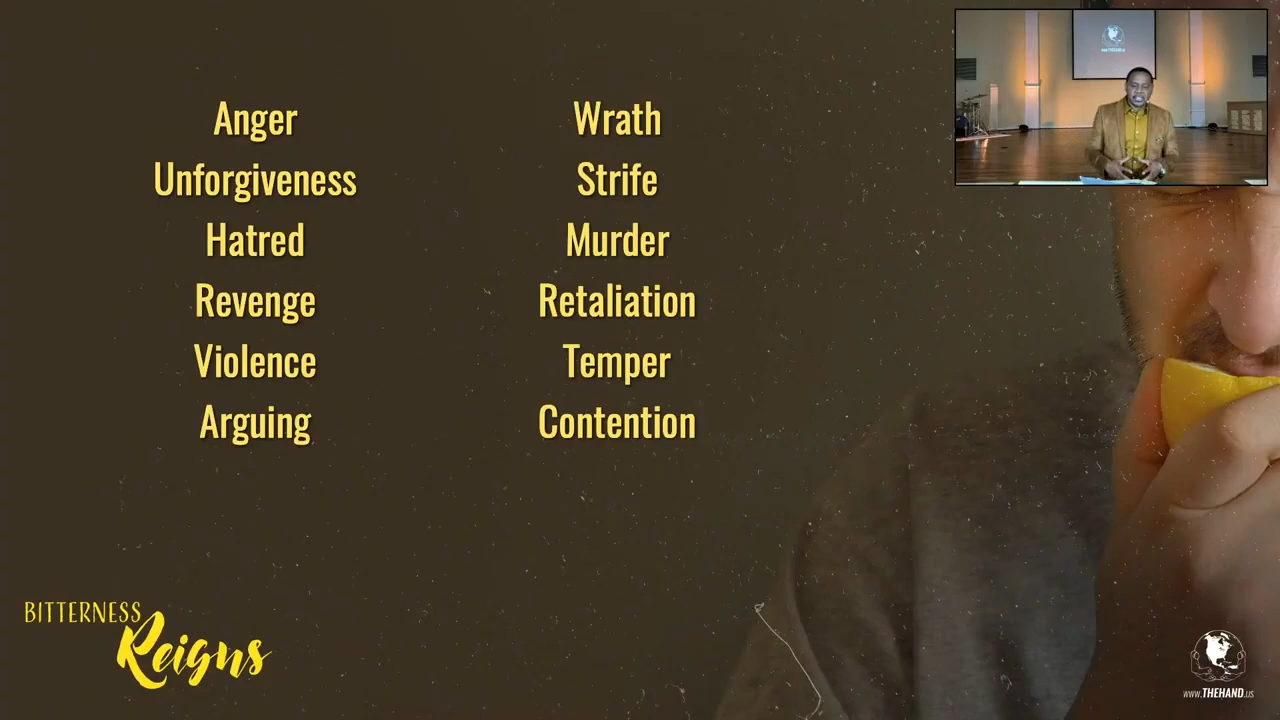 Anger
Unforgiveness
Hatred
Revenge
Violence
Arguing
Wrath
Strife
Murder
Retaliation
Temper
Contention
BITTERNESS
Reigns
www.THEHAND.us